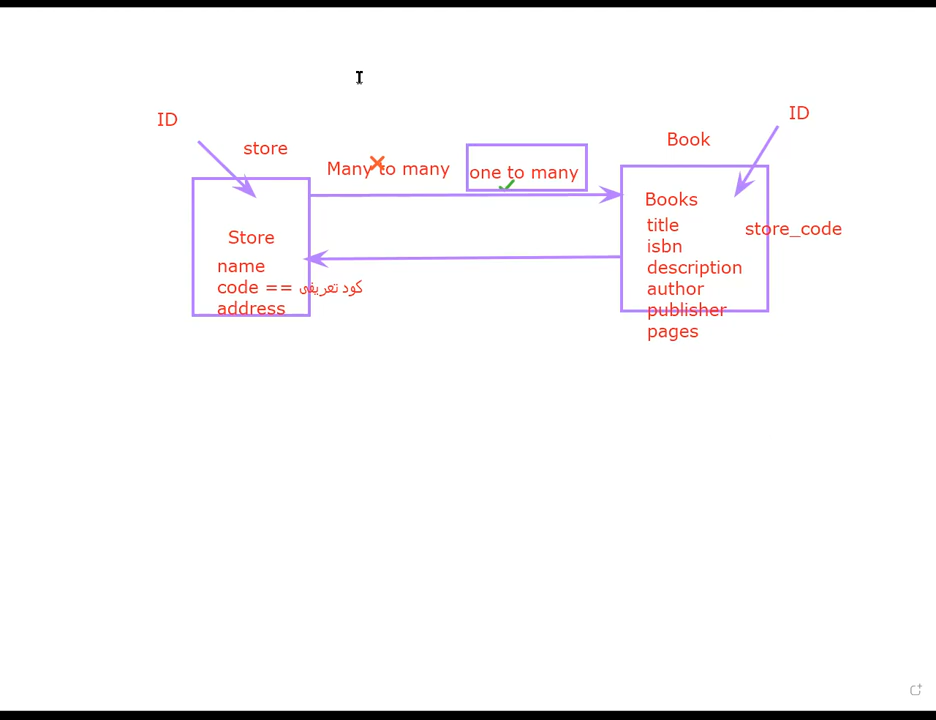 ID
store
Many to many
one to many
Store
name
code == کود تعریفی
address
ID
Book
Books
title
isbn
description
author
publisher
pages
store_code